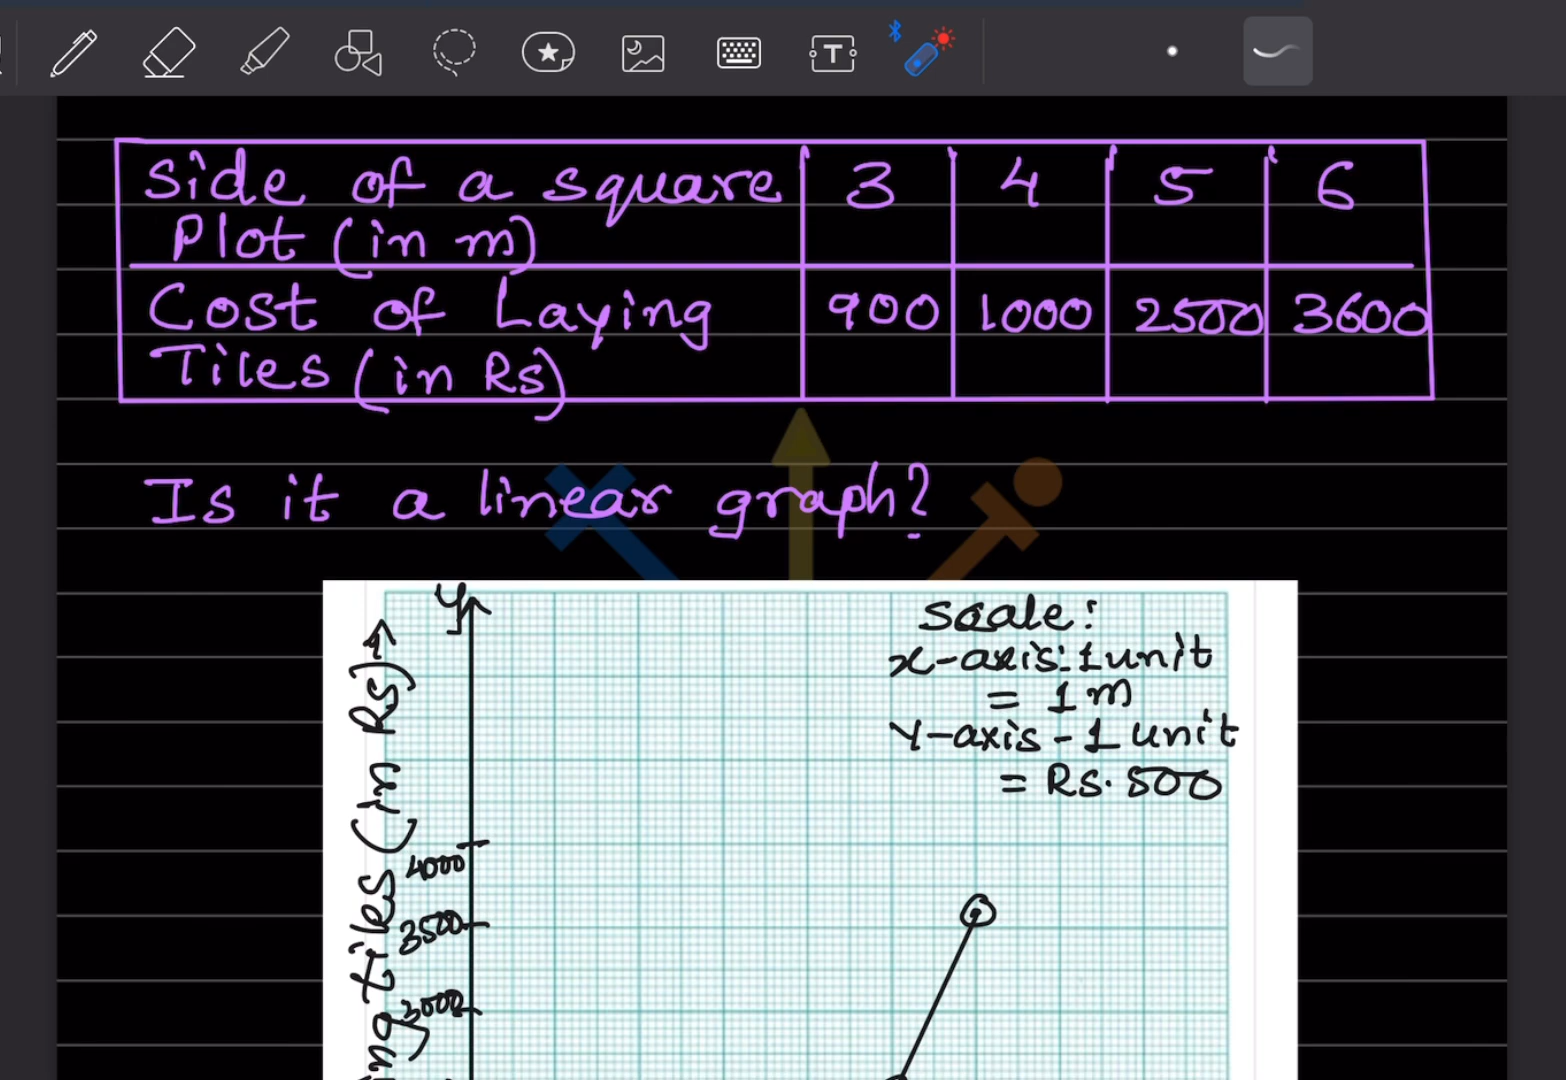 Side of a square 3 4 5 6
Plot (in m)
Cost of Laying 900 1000 2500 3600
Tiles (in Rs)
Is it a linear graph?
Y
Scale:
x-axis: 1 unit
= 1 m
Y-axis - 1 unit
= Rs. 500
4000
3500
3000
ng tiles (in Rs) →
T